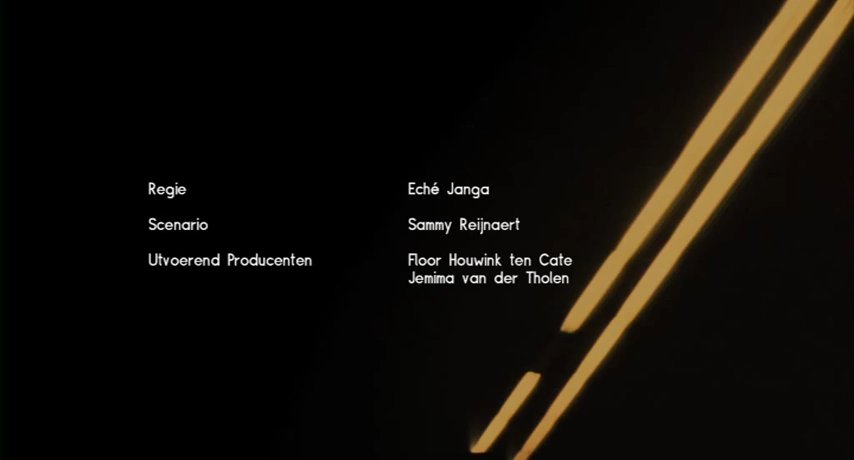 Regie Eché Janga
Scenario Sammy Reijnaert
Utvoerend Producenten Floor Houwink ten Cate
Jemima van der Tholen